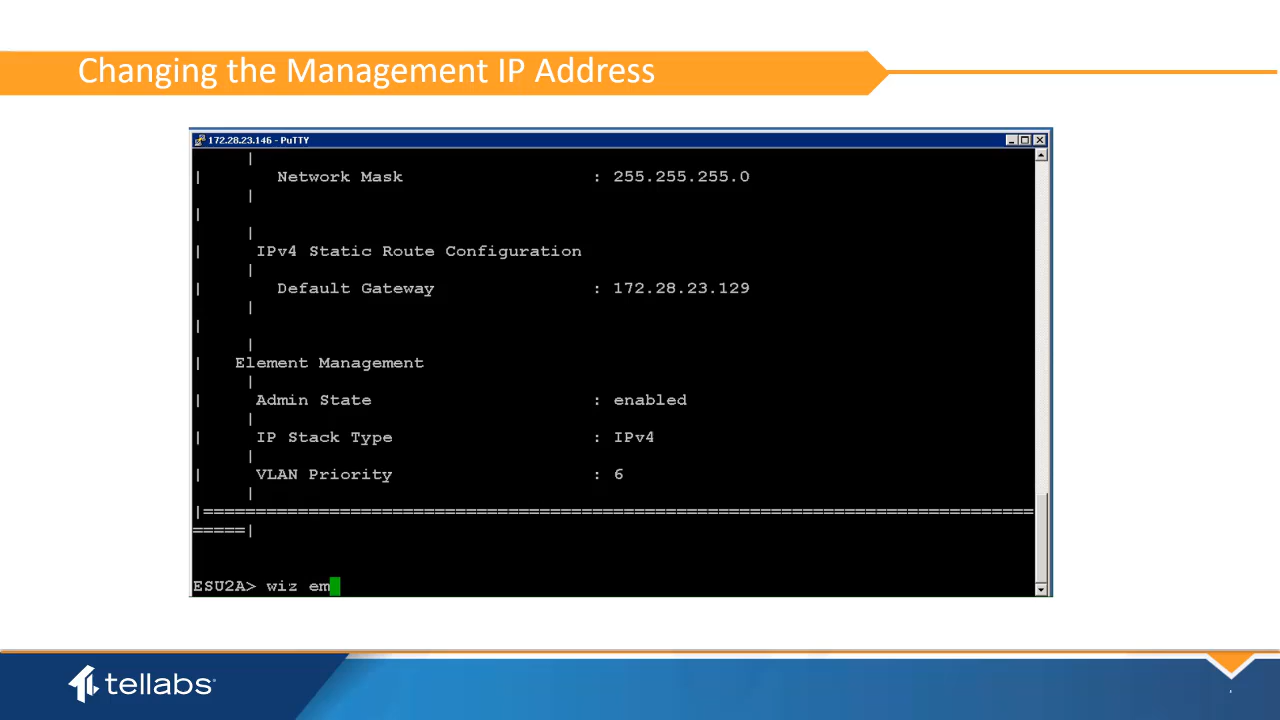 Changing the Management IP Address
172.28.23.146 - PuTTY
|
| Network Mask : 255.255.255.0
|
|
|
| IPv4 Static Route Configuration
|
| Default Gateway : 172.28.23.129
|
|
|
| Element Management
|
| Admin State : enabled
|
| IP Stack Type : IPv4
|
| VLAN Priority : 6
|
|===============================================================================
=====|
ESU2A> wiz em
tellabs